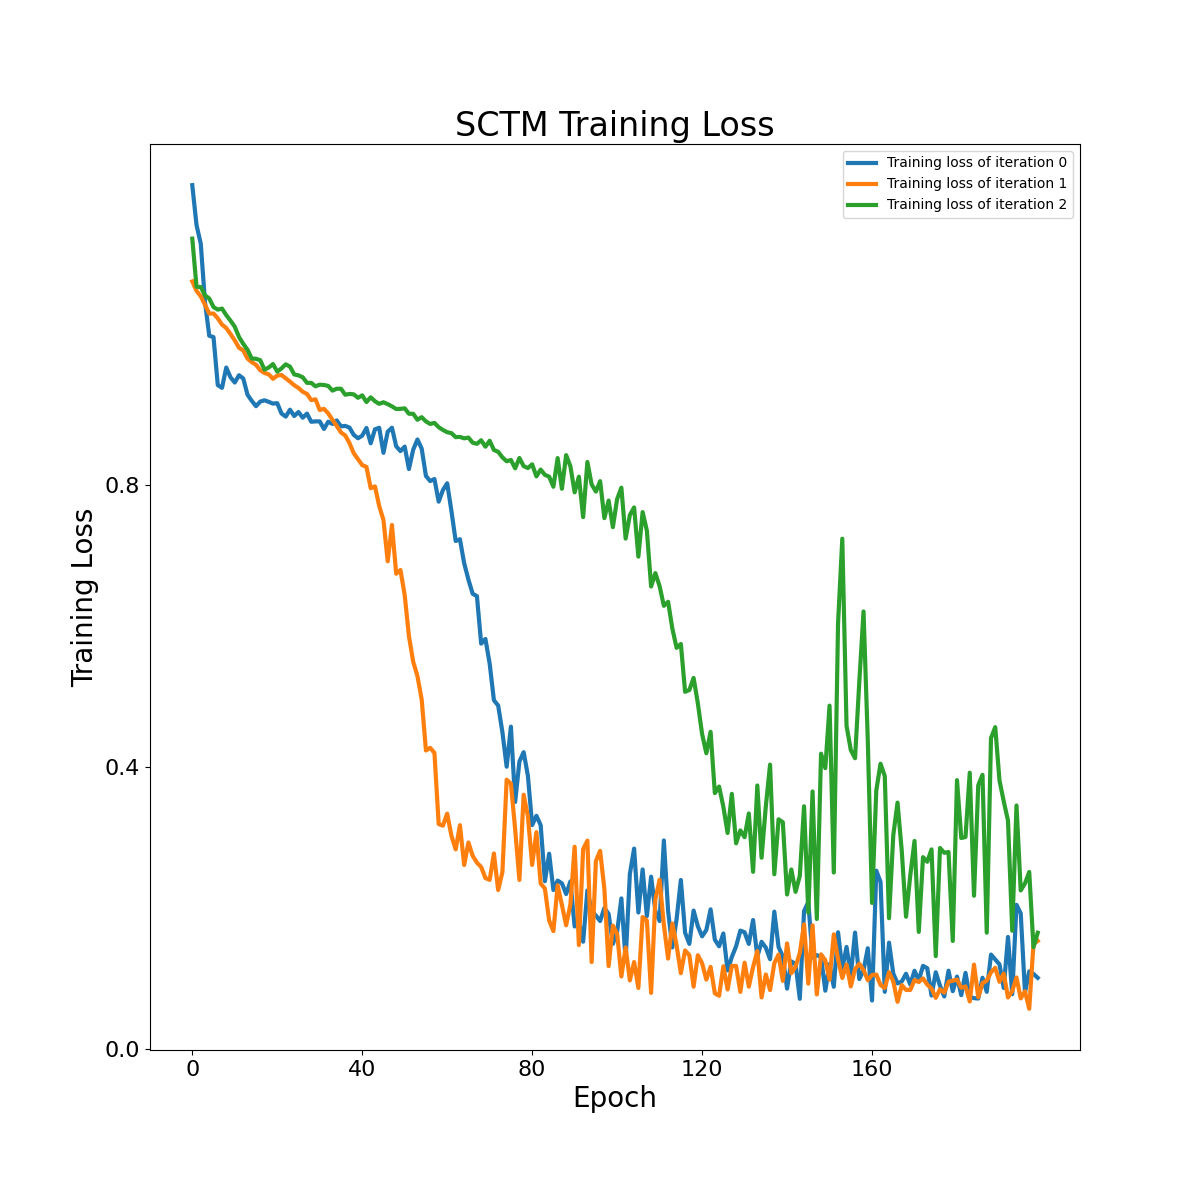 SCTM Training Loss
Training loss of iteration 0
Training loss of iteration 1
Training loss of iteration 2
0.8
0.4
0.0
Training Loss
0 40 80 120 160
Epoch